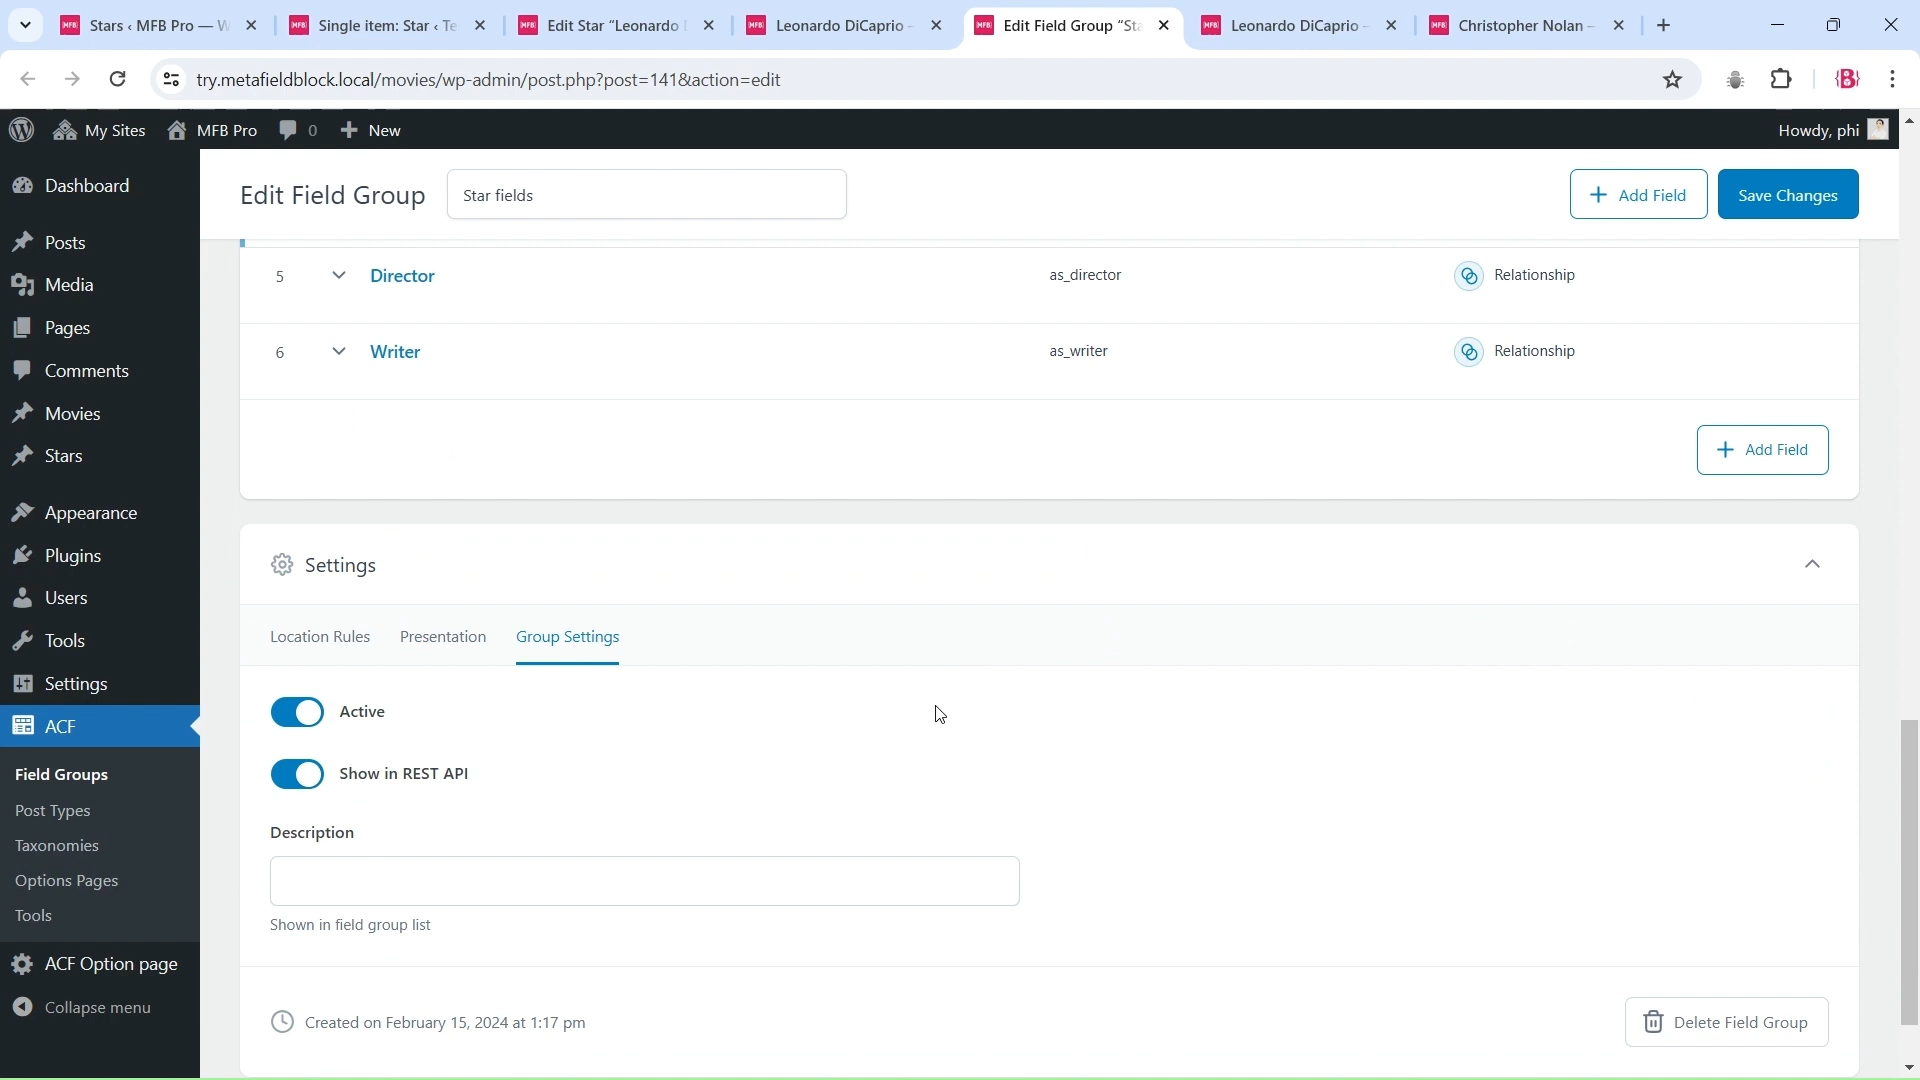 Stars ‹ MFB Pro — W
Single item: Star ‹ Te
Edit Star “Leonardo D
Leonardo DiCaprio –
Edit Field Group “Sta
Leonardo DiCaprio –
Christopher Nolan –
try.metafieldblock.local/movies/wp-admin/post.php?post=141&action=edit
My Sites
MFB Pro
0
New
Howdy, phi
Dashboard
Posts
Media
Pages
Comments
Movies
Stars
Appearance
Plugins
Users
Tools
Settings
ACF
Field Groups
Post Types
Taxonomies
Options Pages
Tools
ACF Option page
Collapse menu
Edit Field Group
Star fields
Add Field
Save Changes
5 Director as_director Relationship
6 Writer as_writer Relationship
Add Field
Settings
Location Rules Presentation Group Settings
Active
Show in REST API
Description
Shown in field group list
Created on February 15, 2024 at 1:17 pm
Delete Field Group